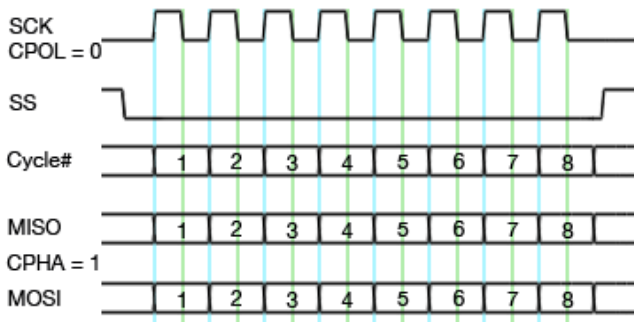 SCK
CPOL = 0
SS
Cycle# 1 2 3 4 5 6 7 8
MISO 1 2 3 4 5 6 7 8
CPHA = 1
MOSI 1 2 3 4 5 6 7 8